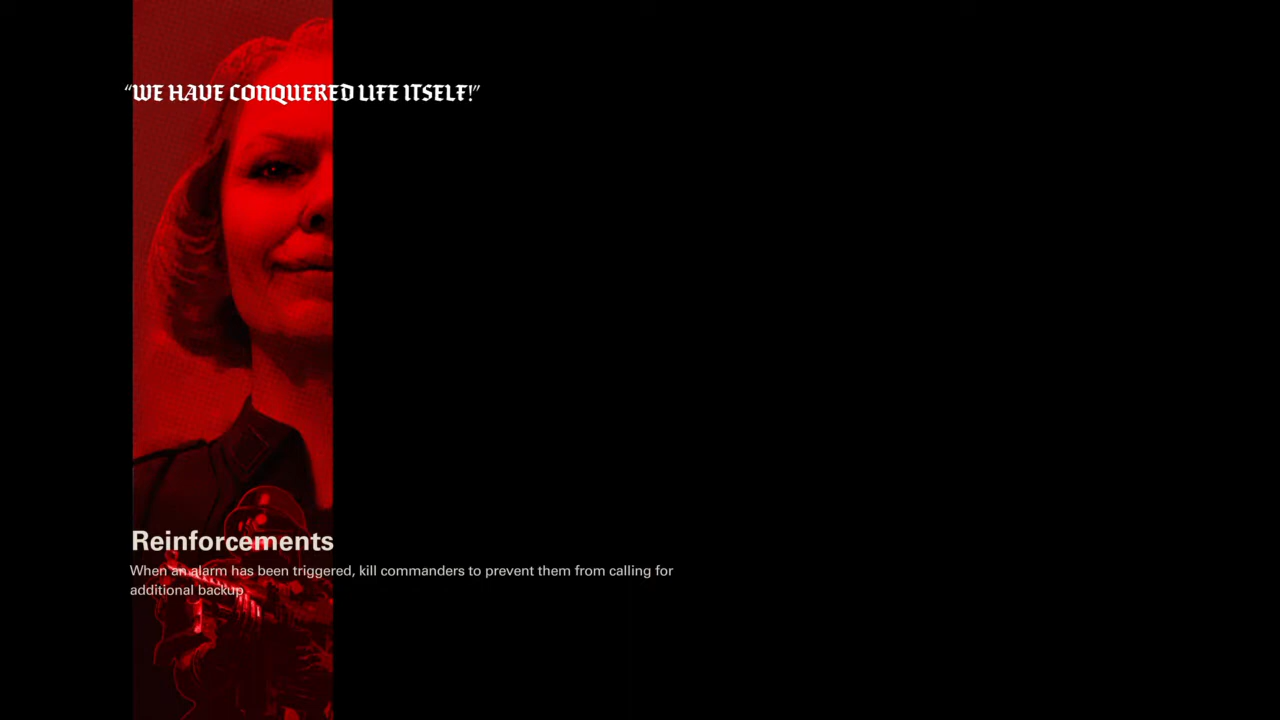 “WE HAVE CONQUERED LIFE ITSELF!”
Reinforcements
When an alarm has been triggered, kill commanders to prevent them from calling for
additional backup.